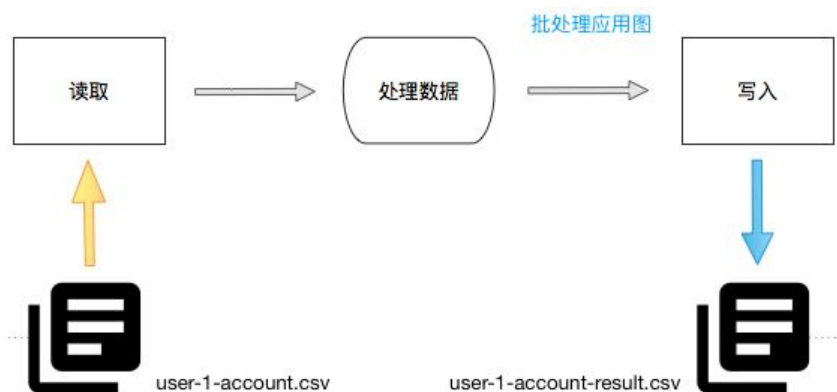 批处理应用图
读取
处理数据
写入
user-1-account.csv
user-1-account-result.csv